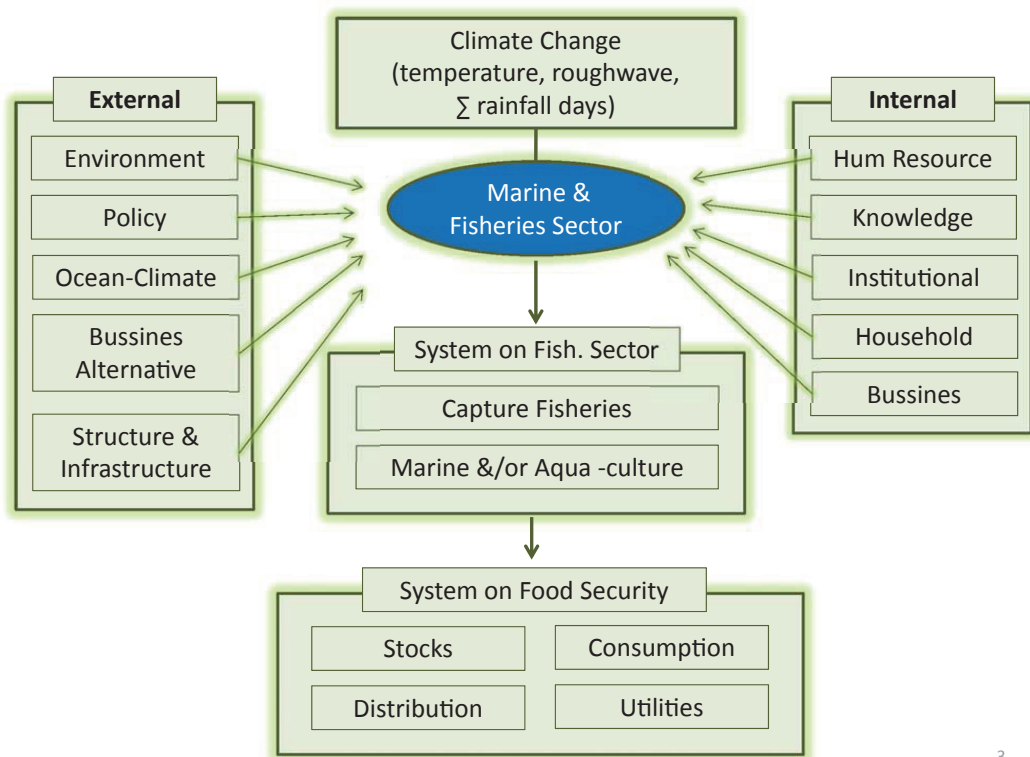 Climate Change
(temperature, roughwave,
∑ rainfall days)
External
Environment
Policy
Ocean-Climate
Bussines
Alternative
Structure &
Infrastructure
Marine &
Fisheries Sector
Internal
Hum Resource
Knowledge
Institutional
Household
Bussines
System on Fish. Sector
Capture Fisheries
Marine &/or Aqua -culture
System on Food Security
Stocks
Consumption
Distribution
Utilities
3